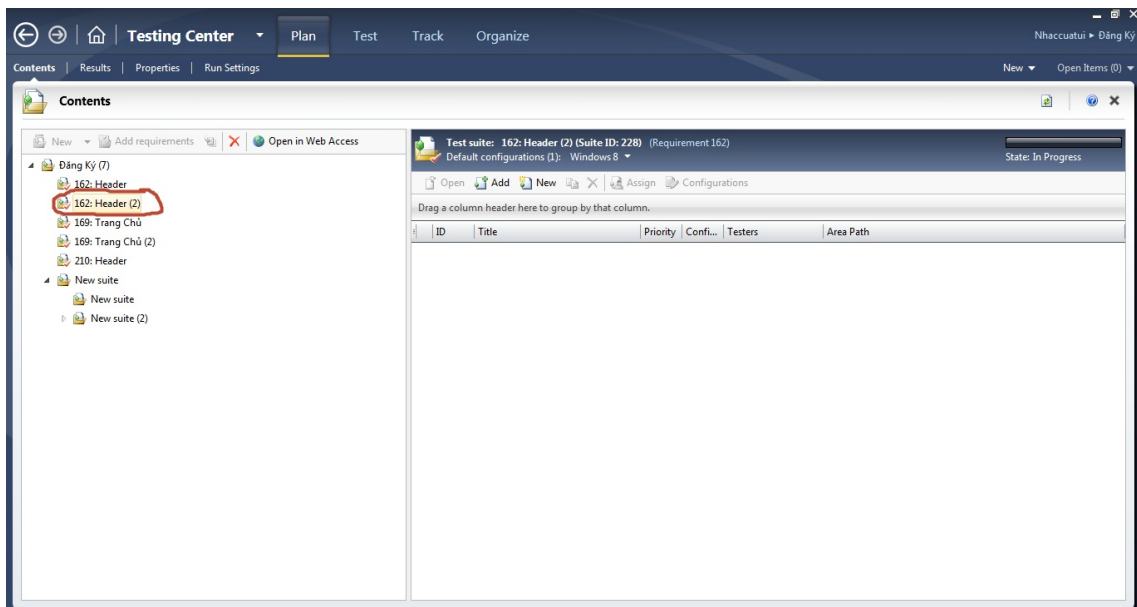 Testing Center Plan Test Track Organize
Nhaccuatui ▸ Đăng Ký
Contents | Results | Properties | Run Settings
New Open Items (0)
Contents
New Add requirements Open in Web Access
Đăng Ký (7)
162: Header
162: Header (2)
169: Trang Chủ
169: Trang Chủ (2)
210: Header
New suite
New suite
New suite (2)
Test suite: 162: Header (2) (Suite ID: 228) (Requirement 162)
Default configurations (1): Windows 8
State: In Progress
Open Add New Assign Configurations
Drag a column header here to group by that column.
ID Title Priority Confi... Testers Area Path